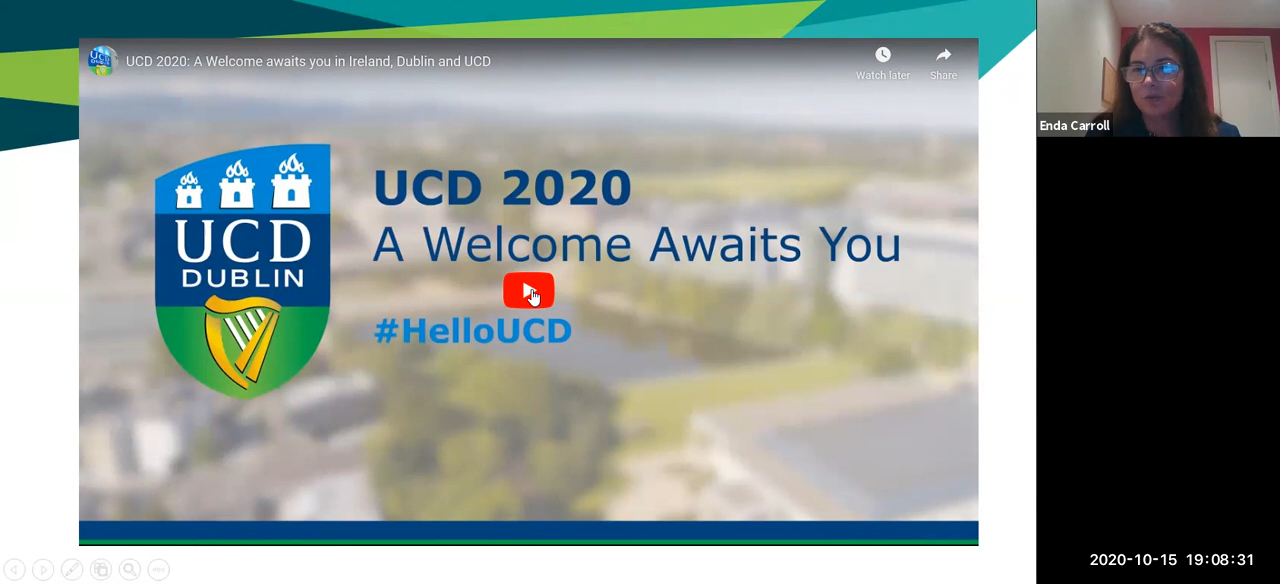 UCD 2020: A Welcome awaits you in Ireland, Dublin and UCD
Watch later
Share
UCD
DUBLIN
UCD 2020
A Welcome Awaits You
#HelloUCD
Enda Carroll
2020-10-15 19:08:31